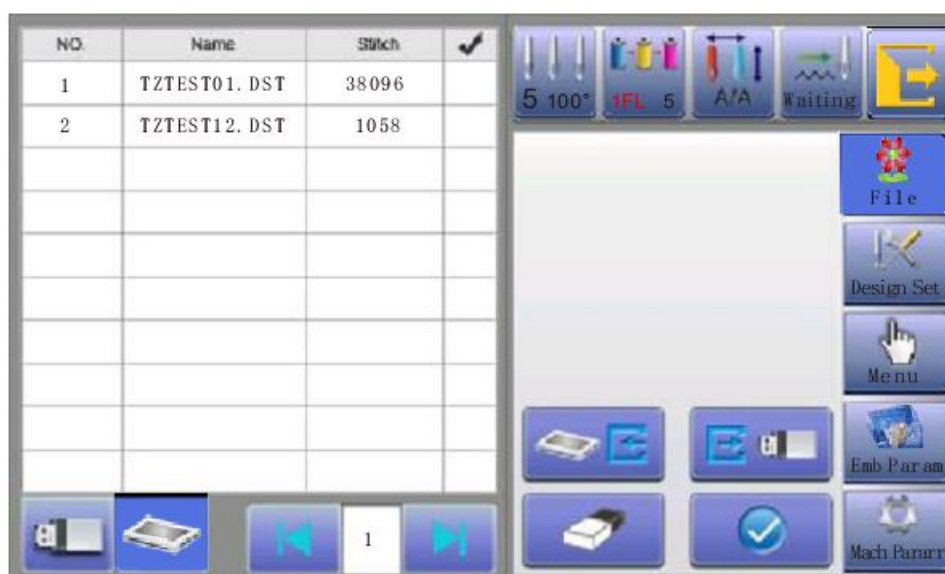 NO. Name Stitch
1 TZTEST01.DST 38096
2 TZTEST12.DST 1058
1
5 100°
1FL 5
A/A
Waiting
File
Design Set
Menu
Emb Param
Mach Pararr